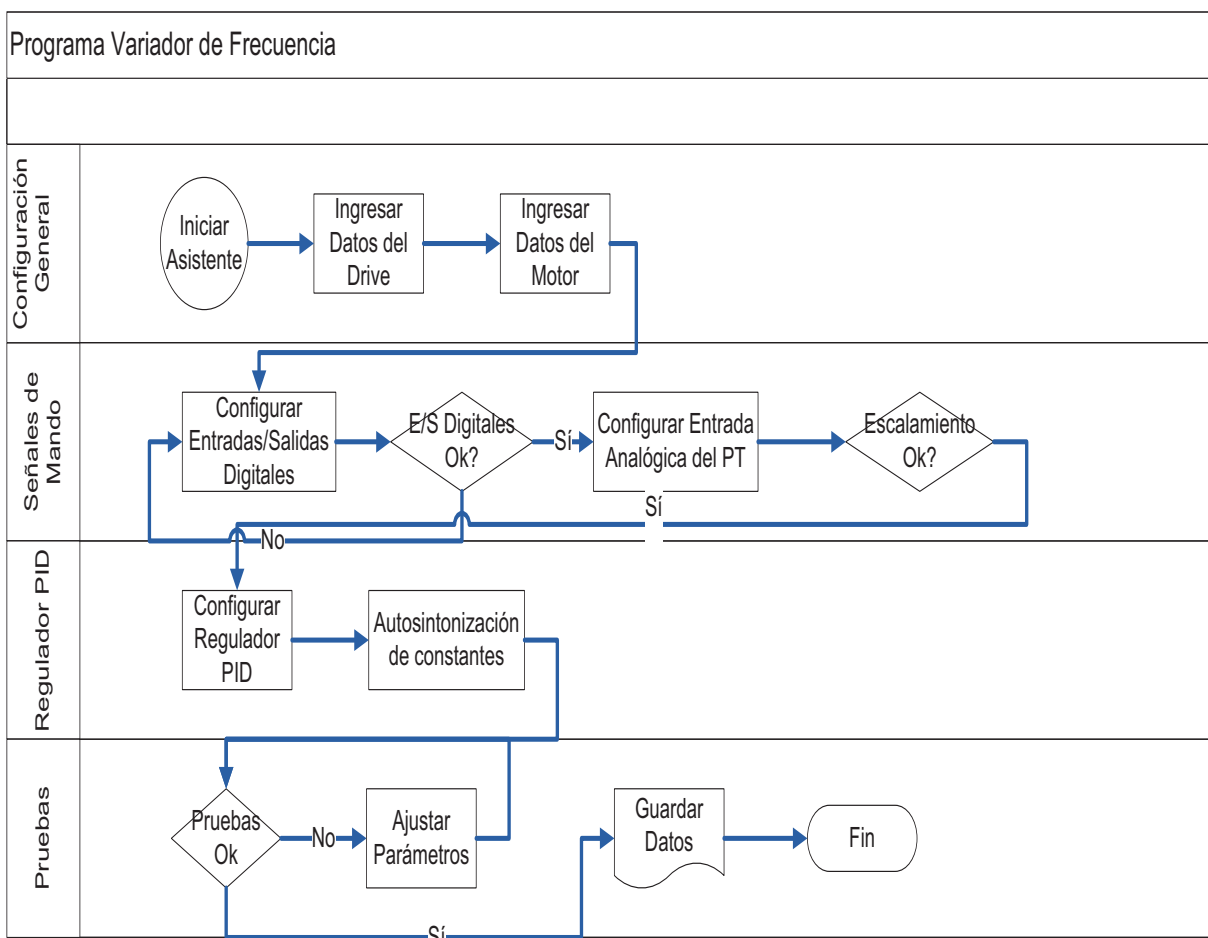 Programa Variador de Frecuencia
Configuración
General
Iniciar
Asistente
Ingresar
Datos del
Drive
Ingresar
Datos del
Motor
Señales de
Mando
Configurar
Entradas/Salidas
Digitales
E/S Digitales
Ok?
Sí
Configurar Entrada
Analógica del PT
Escalamiento
Ok?
Sí
No
Regulador PID
Configurar
Regulador
PID
Autosintonización
de constantes
Pruebas
Pruebas
Ok
No
Ajustar
Parámetros
Guardar
Datos
Fin
Sí